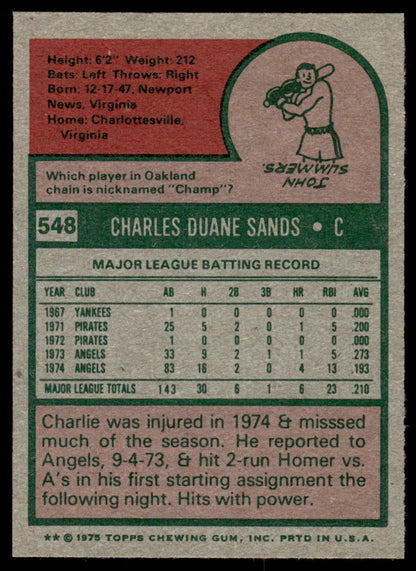 Height: 6'2" Weight: 212
Bats: Left Throws: Right
Born: 12-17-47, Newport
News, Virginia
Home: Charlottesville,
Virginia
Which player in Oakland
chain is nicknamed "Champ"?
JOHN
SUMMERS.
548 CHARLES DUANE SANDS • C
MAJOR LEAGUE BATTING RECORD
YEAR CLUB AB H 2B 3B HR RBI AVG
1967 YANKEES 1 0 0 0 0 0 .000
1971 PIRATES 25 5 2 0 1 5 .200
1972 PIRATES 1 0 0 0 0 0 .000
1973 ANGELS 33 9 2 1 1 5 .273
1974 ANGELS 83 16 2 0 4 13 .193
MAJOR LEAGUE TOTALS 143 30 6 1 6 23 .210
Charlie was injured in 1974 & misssed
much of the season. He reported to
Angels, 9-4-73, & hit 2-run Homer vs.
A's in his first starting assignment the
following night. Hits with power.
** © 1975 TOPPS CHEWING GUM, INC. PRTD IN U.S.A.